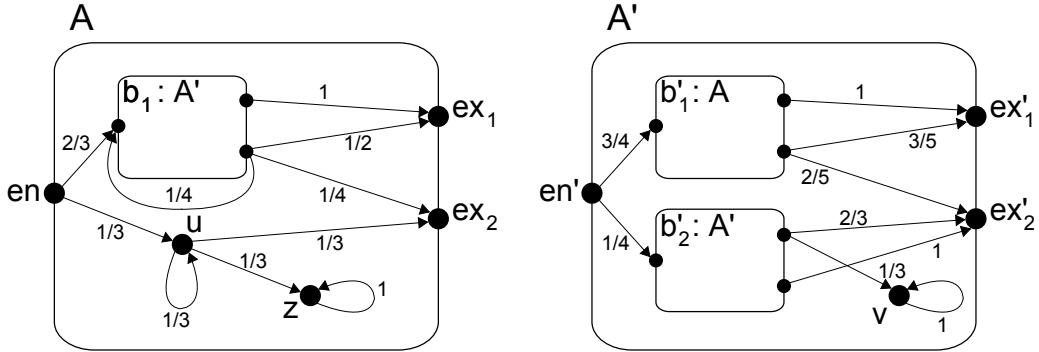 A
A'
b₁ : A'
1
ex₁
2/3
1/2
en
1/4
1/4
ex₂
1/3
u
1/3
1/3
1/3
z
1
b'₁ : A
1
ex'₁
3/4
3/5
en'
2/5
ex'₂
1/4
b'₂ : A'
2/3
1
1/3
v
1